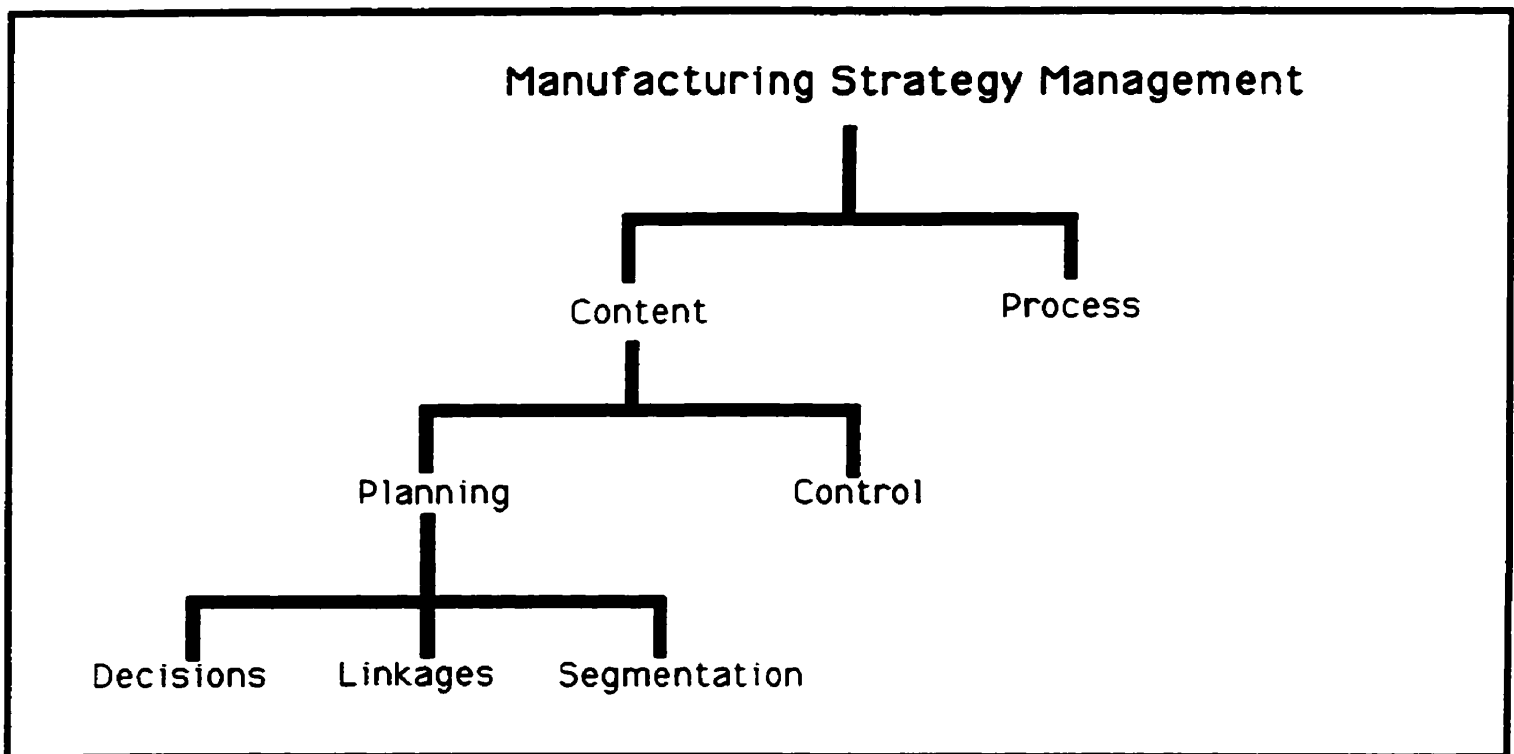 Manufacturing Strategy Management
Content
Process
Planning
Control
Decisions
Linkages
Segmentation